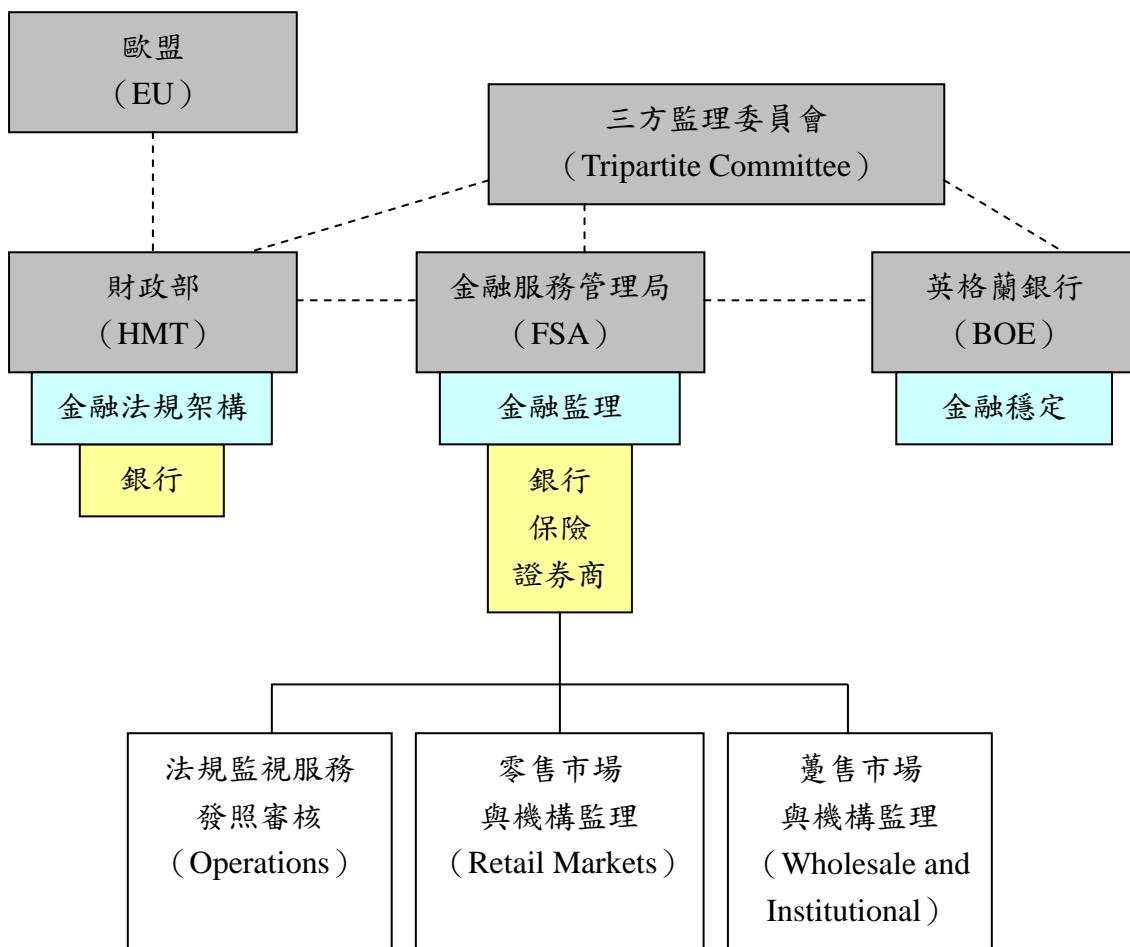 歐盟
（EU）
三方監理委員會
（Tripartite Committee）
財政部
（HMT）
金融服務管理局
（FSA）
英格蘭銀行
（BOE）
金融法規架構
金融監理
金融穩定
銀行
銀行
保險
證券商
法規監視服務
發照審核
（Operations）
零售市場
與機構監理
（Retail Markets）
躉售市場
與機構監理
（Wholesale and
Institutional）